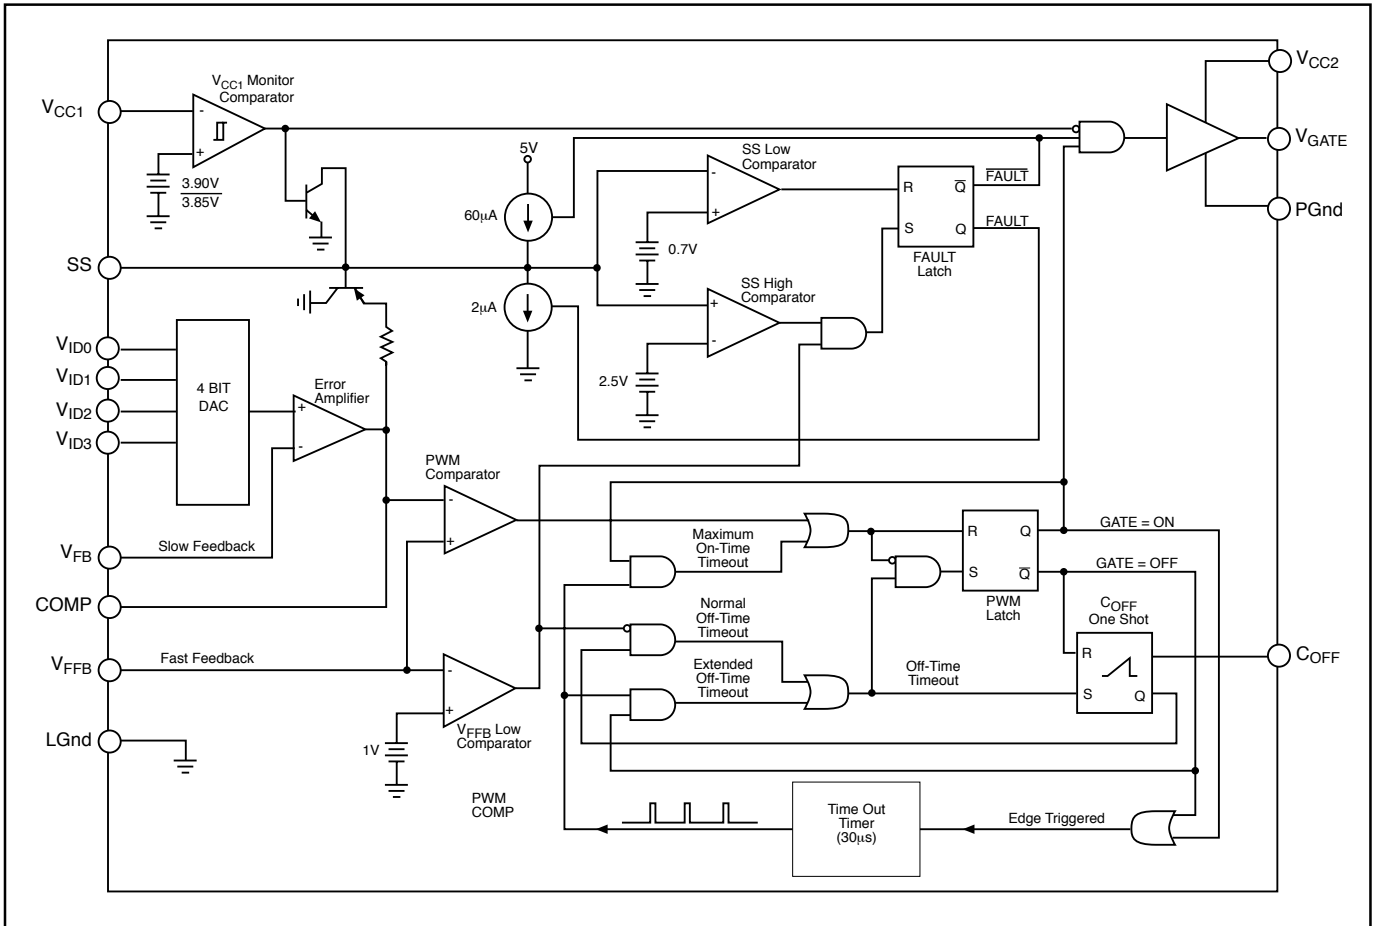 VCC1
VCC1 Monitor
Comparator
-
+
3.90V
3.85V
SS
5V
60μA
2μA
SS Low
Comparator
-
+
0.7V
SS High
Comparator
+
-
2.5V
R
S
Q
Q
FAULT
Latch
FAULT
FAULT
VCC2
VGATE
PGnd
VID0
VID1
VID2
VID3
4 BIT
DAC
Error
Amplifier
+
-
VFB
Slow Feedback
COMP
VFFB
Fast Feedback
LGnd
PWM
Comparator
-
+
-
+
VFFB Low
Comparator
1V
PWM
COMP
Maximum
On-Time
Timeout
Normal
Off-Time
Timeout
Extended
Off-Time
Timeout
Off-Time
Timeout
R
S
Q
Q
PWM
Latch
GATE = ON
GATE = OFF
COFF
One Shot
R
S
Q
COFF
Time Out
Timer
(30μs)
Edge Triggered